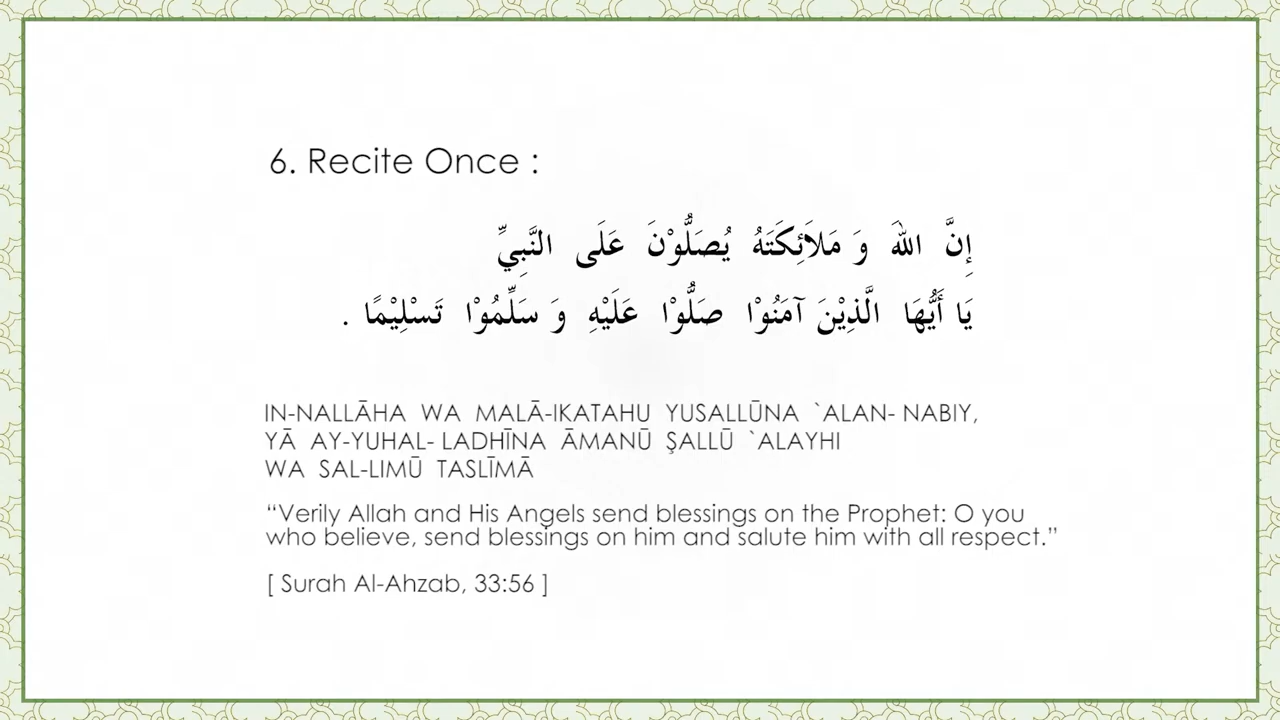 6. Recite Once :
إِنَّ اللهَ وَ مَلاَئِكَتَهُ يُصَلُّوْنَ عَلَى النَّبِيِّ
يَا أَيُّهَا الَّذِيْنَ آمَنُوْا صَلُّوْا عَلَيْهِ وَ سَلِّمُوْا تَسْلِيْمًا .
IN-NALLĀHA WA MALĀ-IKATAHU YUSALLŪNA `ALAN- NABIY,
YĀ AY-YUHAL- LADHĪNA ĀMANŪ ŞALLŪ `ALAYHI
WA SAL-LIMŪ TASLĪMĀ
“Verily Allah and His Angels send blessings on the Prophet: O you
who believe, send blessings on him and salute him with all respect.”
[ Surah Al-Ahzab, 33:56 ]